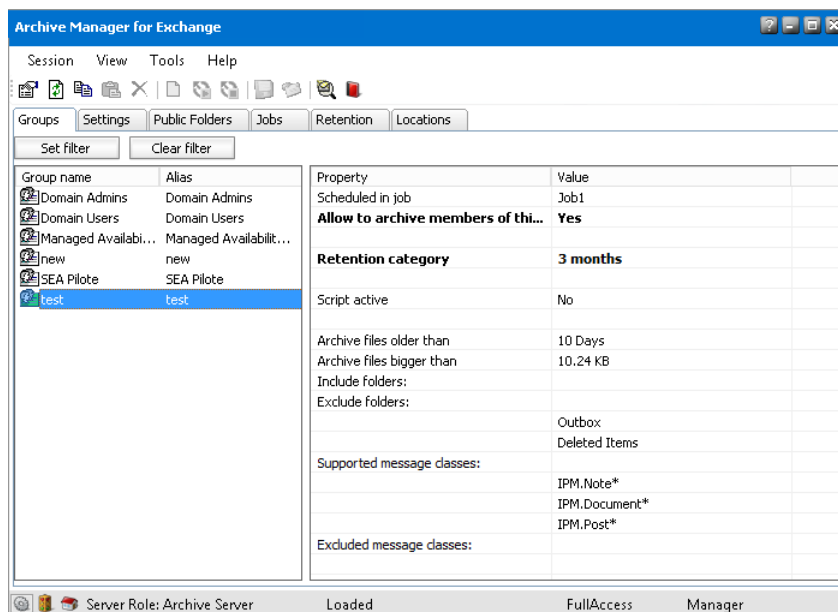 Archive Manager for Exchange
Session View Tools Help
Groups Settings Public Folders Jobs Retention Locations
Set filter Clear filter
Group name Alias Property Value
Domain Admins Domain Admins Scheduled in job Job1
Domain Users Domain Users Allow to archive members of thi... Yes
Managed Availabi... Managed Availabilit...
new new Retention category 3 months
SEA Pilote SEA Pilote
test test Script active No
Archive files older than 10 Days
Archive files bigger than 10.24 KB
Include folders:
Exclude folders:
Outbox
Deleted Items
Supported message classes:
IPM.Note*
IPM.Document*
IPM.Post*
Excluded message classes:
Server Role: Archive Server Loaded FullAccess Manager